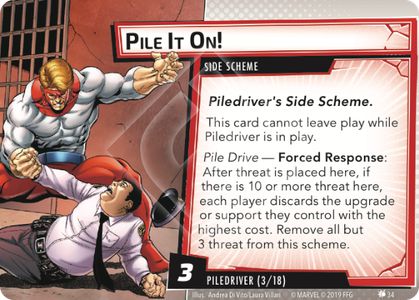 PILE IT ON!
SIDE SCHEME
Piledriver's Side Scheme.
This card cannot leave play while
Piledriver is in play.
Pile Drive — Forced Response:
After threat is placed here, if
there is 10 or more threat here,
each player discards the upgrade
or support they control with the
highest cost. Remove all but
3 threat from this scheme.
3
PILEDRIVER (3/18)
Illus. Andrea Di Vito/Laura Villari
© MARVEL © 2019 FFG
34